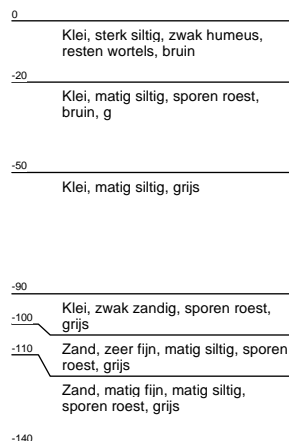 0
Klei, sterk siltig, zwak humeus,
resten wortels, bruin
-20
Klei, matig siltig, sporen roest,
bruin, g
-50
Klei, matig siltig, grijs
-90
Klei, zwak zandig, sporen roest,
grijs
-100
Zand, zeer fijn, matig siltig, sporen
roest, grijs
-110
Zand, matig fijn, matig siltig,
sporen roest, grijs
-140